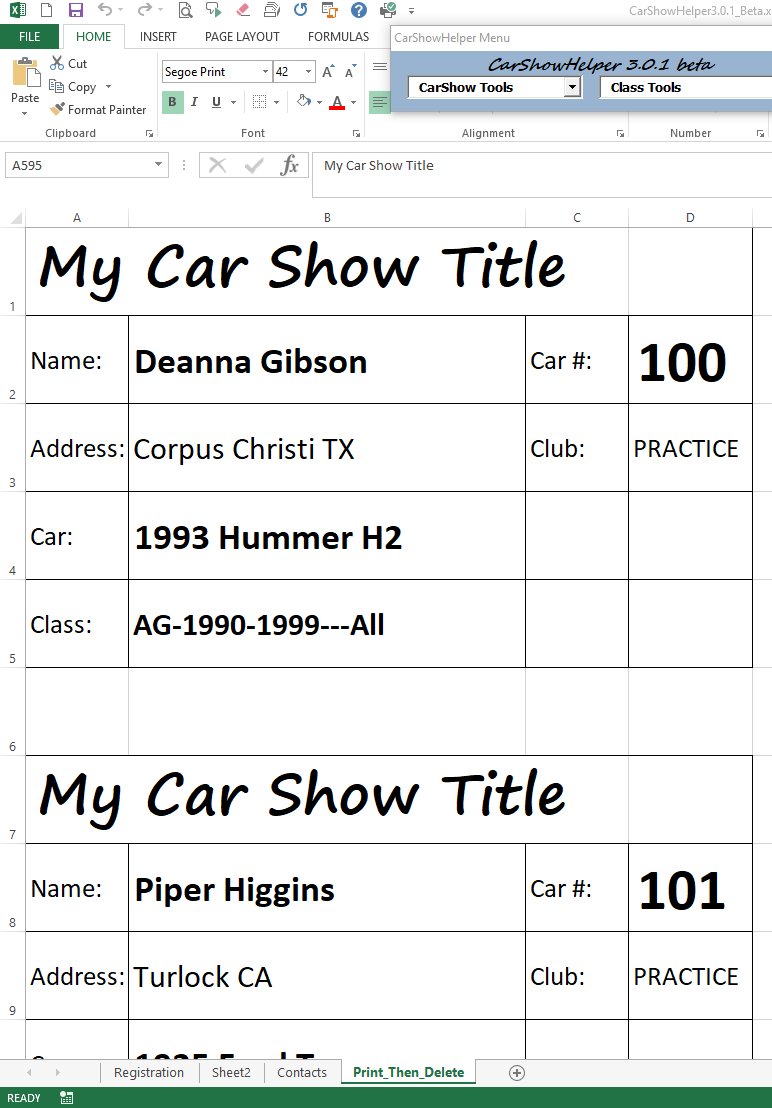 CarShowHelper3.0.1_Beta.x
FILE HOME INSERT PAGE LAYOUT FORMULAS
CarShowHelper Menu
CarShowHelper 3.0.1 beta
CarShow Tools Class Tools
Paste
Cut
Copy
Format Painter
Segoe Print 42
B I U
Clipboard Font Alignment Number
A595 fx My Car Show Title
A B C D
My Car Show Title
1
Name: Deanna Gibson Car #: 100
2
Address: Corpus Christi TX Club: PRACTICE
3
Car: 1993 Hummer H2
4
Class: AG-1990-1999---All
5
6
My Car Show Title
7
Name: Piper Higgins Car #: 101
8
Address: Turlock CA Club: PRACTICE
9
Registration Sheet2 Contacts Print_Then_Delete
READY